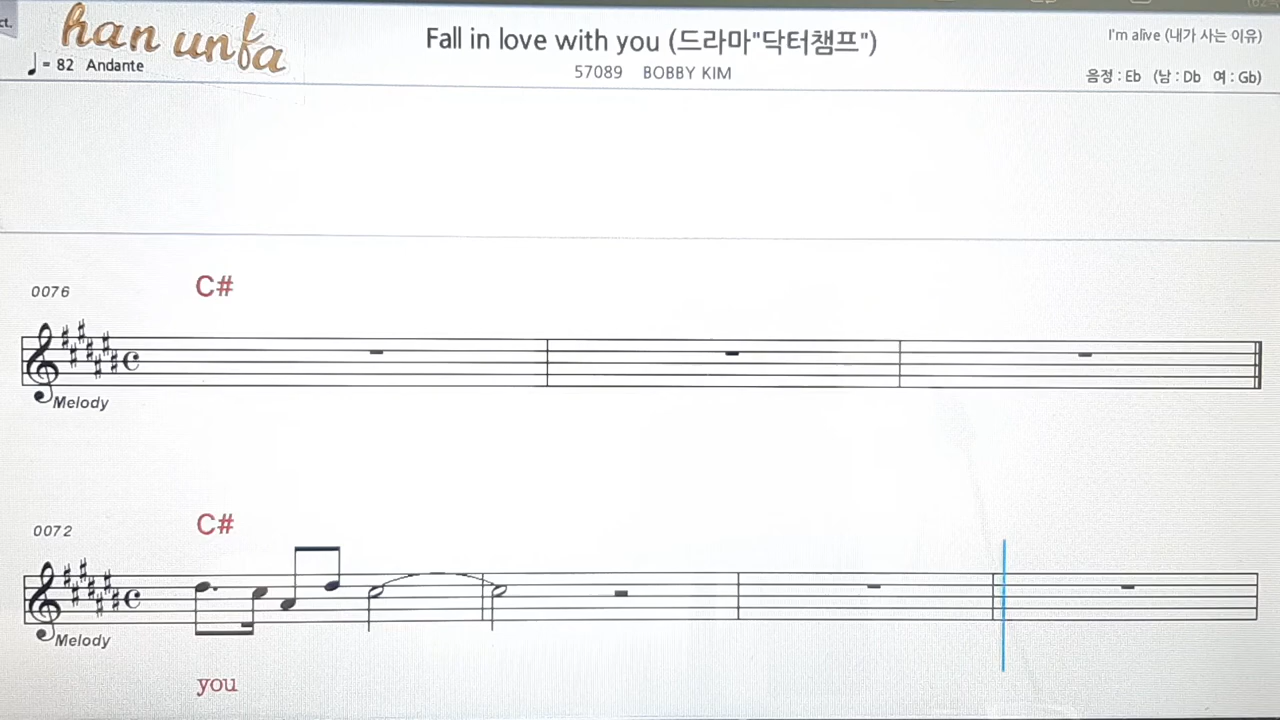 ct.
han unfa
♩ = 82 Andante
Fall in love with you (드라마"닥터챔프")
57089 BOBBY KIM
I'm alive (내가 사는 이유)
음정 : Eb (남 : Db 여 : Gb)
0076
C#
Melody
0072
C#
Melody
you